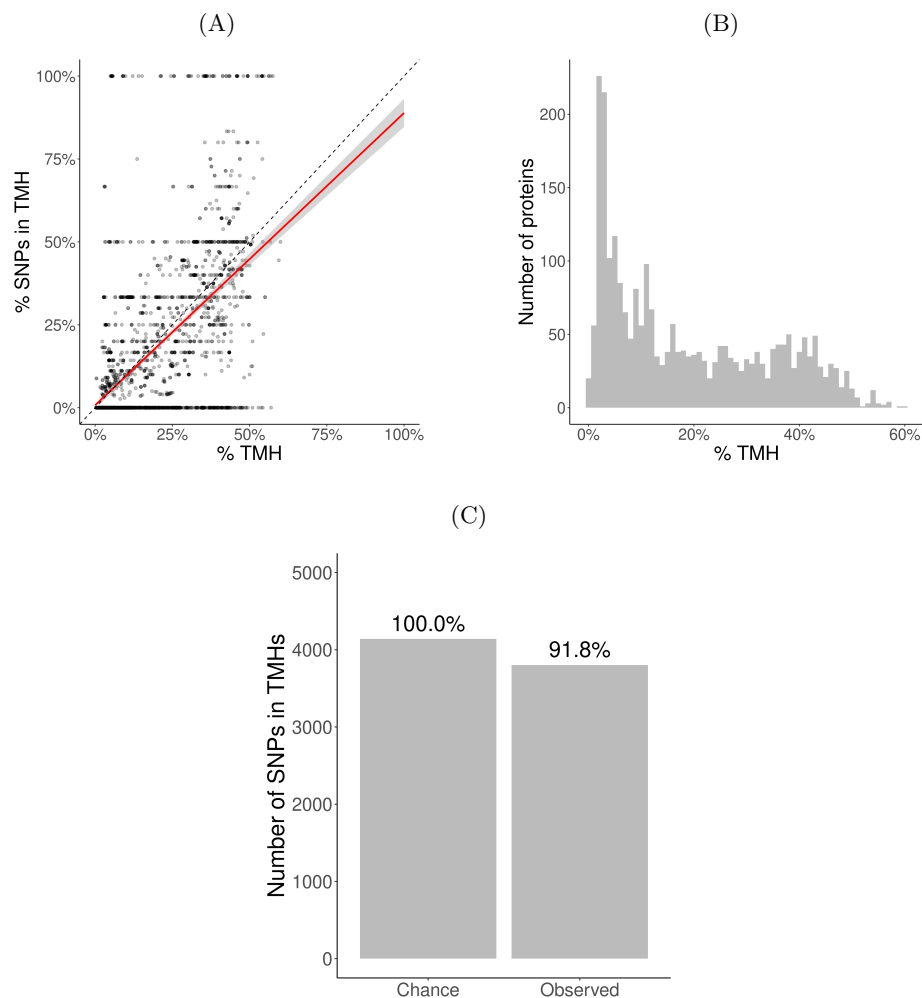 (A)
% SNPs in TMH
100%
75%
50%
25%
0%
0% 25% 50% 75% 100%
% TMH
(B)
Number of proteins
200
150
100
50
0
0% 20% 40% 60%
% TMH
(C)
Number of SNPs in TMHs
5000
4000
3000
2000
1000
0
100.0%
91.8%
Chance Observed